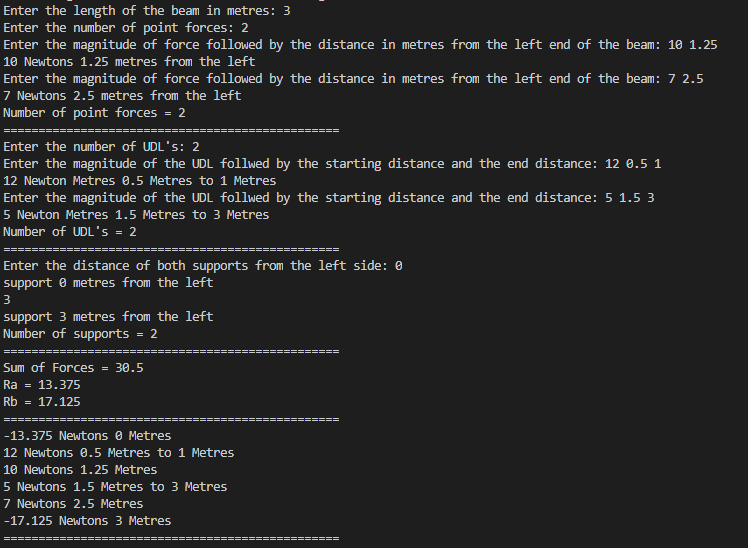 Enter the length of the beam in metres: 3
Enter the number of point forces: 2
Enter the magnitude of force followed by the distance in metres from the left end of the beam: 10 1.25
10 Newtons 1.25 metres from the left
Enter the magnitude of force followed by the distance in metres from the left end of the beam: 7 2.5
7 Newtons 2.5 metres from the left
Number of point forces = 2
================================================
Enter the number of UDL's: 2
Enter the magnitude of the UDL follwed by the starting distance and the end distance: 12 0.5 1
12 Newton Metres 0.5 Metres to 1 Metres
Enter the magnitude of the UDL follwed by the starting distance and the end distance: 5 1.5 3
5 Newton Metres 1.5 Metres to 3 Metres
Number of UDL's = 2
================================================
Enter the distance of both supports from the left side: 0
support 0 metres from the left
3
support 3 metres from the left
Number of supports = 2
================================================
Sum of Forces = 30.5
Ra = 13.375
Rb = 17.125
================================================
-13.375 Newtons 0 Metres
12 Newtons 0.5 Metres to 1 Metres
10 Newtons 1.25 Metres
5 Newtons 1.5 Metres to 3 Metres
7 Newtons 2.5 Metres
-17.125 Newtons 3 Metres
================================================